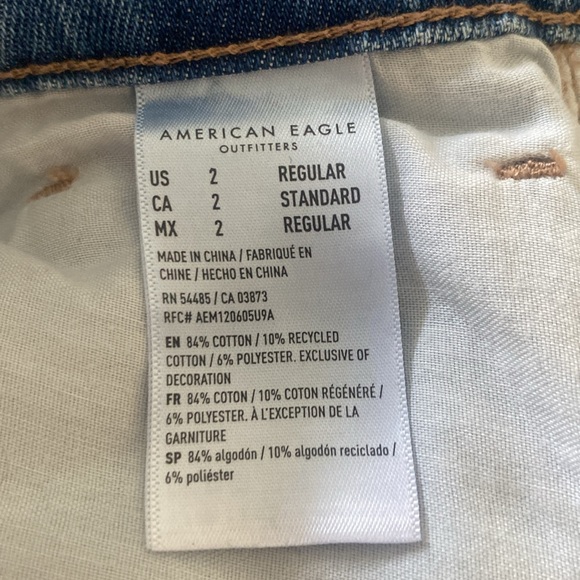 AMERICAN EAGLE
OUTFITTERS
US 2 REGULAR
CA 2 STANDARD
MX 2 REGULAR
MADE IN CHINA / FABRIQUÉ EN
CHINE / HECHO EN CHINA
RN 54485 / CA 03873
RFC# AEM120605U9A
EN 84% COTTON / 10% RECYCLED
COTTON / 6% POLYESTER. EXCLUSIVE OF
DECORATION
FR 84% COTON / 10% COTON RÉGÉNÉRÉ /
6% POLYESTER. À L'EXCEPTION DE LA
GARNITURE
SP 84% algodón / 10% algodón reciclado /
6% poliéster